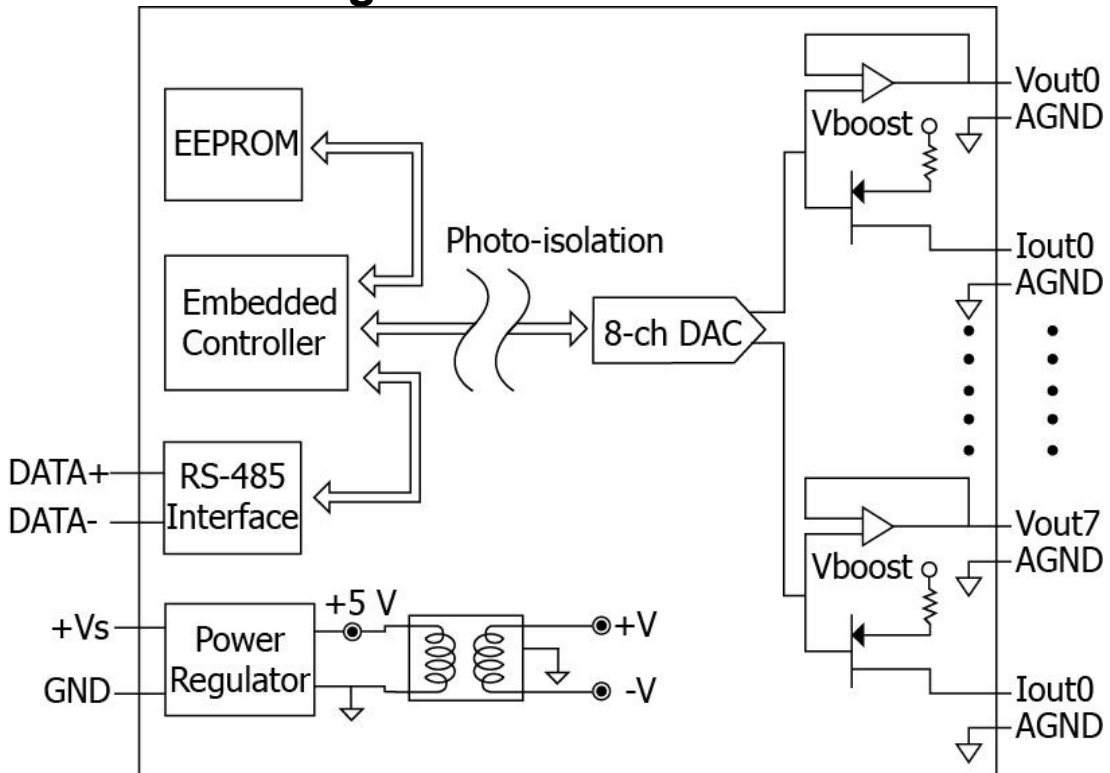 g
EEPROM
Embedded
Controller
Photo-isolation
8-ch DAC
DATA+
DATA-
RS-485
Interface
+Vs
GND
Power
Regulator
+5 V
+V
-V
Vout0
AGND
Vboost
Iout0
AGND
Vout7
AGND
Vboost
Iout0
AGND